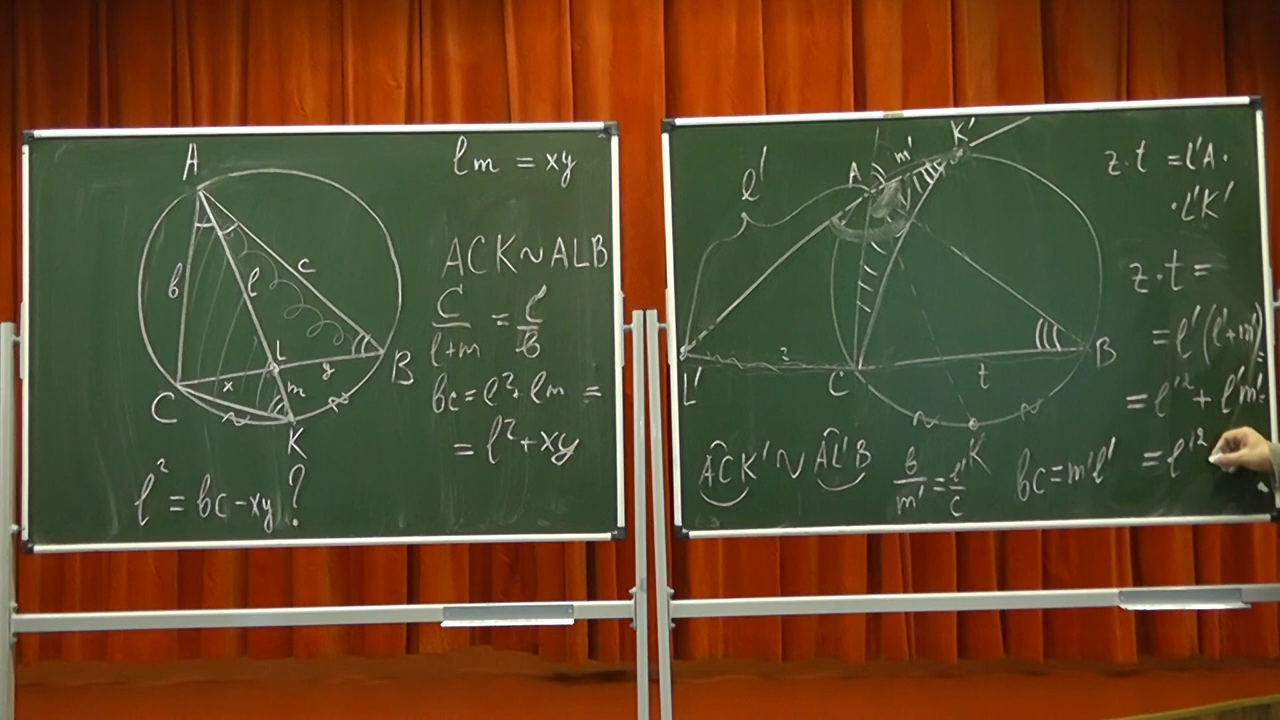 A
b
l
c
L
x
y
m
B
C
K
lm = xy
ACK ~ ALB
c/(l+m) = l/b
bc = l² + lm =
= l² + xy
l² = bc - xy ?
l'
A
m'
K'
L'
z
C
t
B
K
z·t = L'A·
·L'K'
z·t =
= l'(l'+m') =
= l'² + l'm' =
= l'²
ACK' ~ AL'B
b/m' = l'/c
bc = m'l'